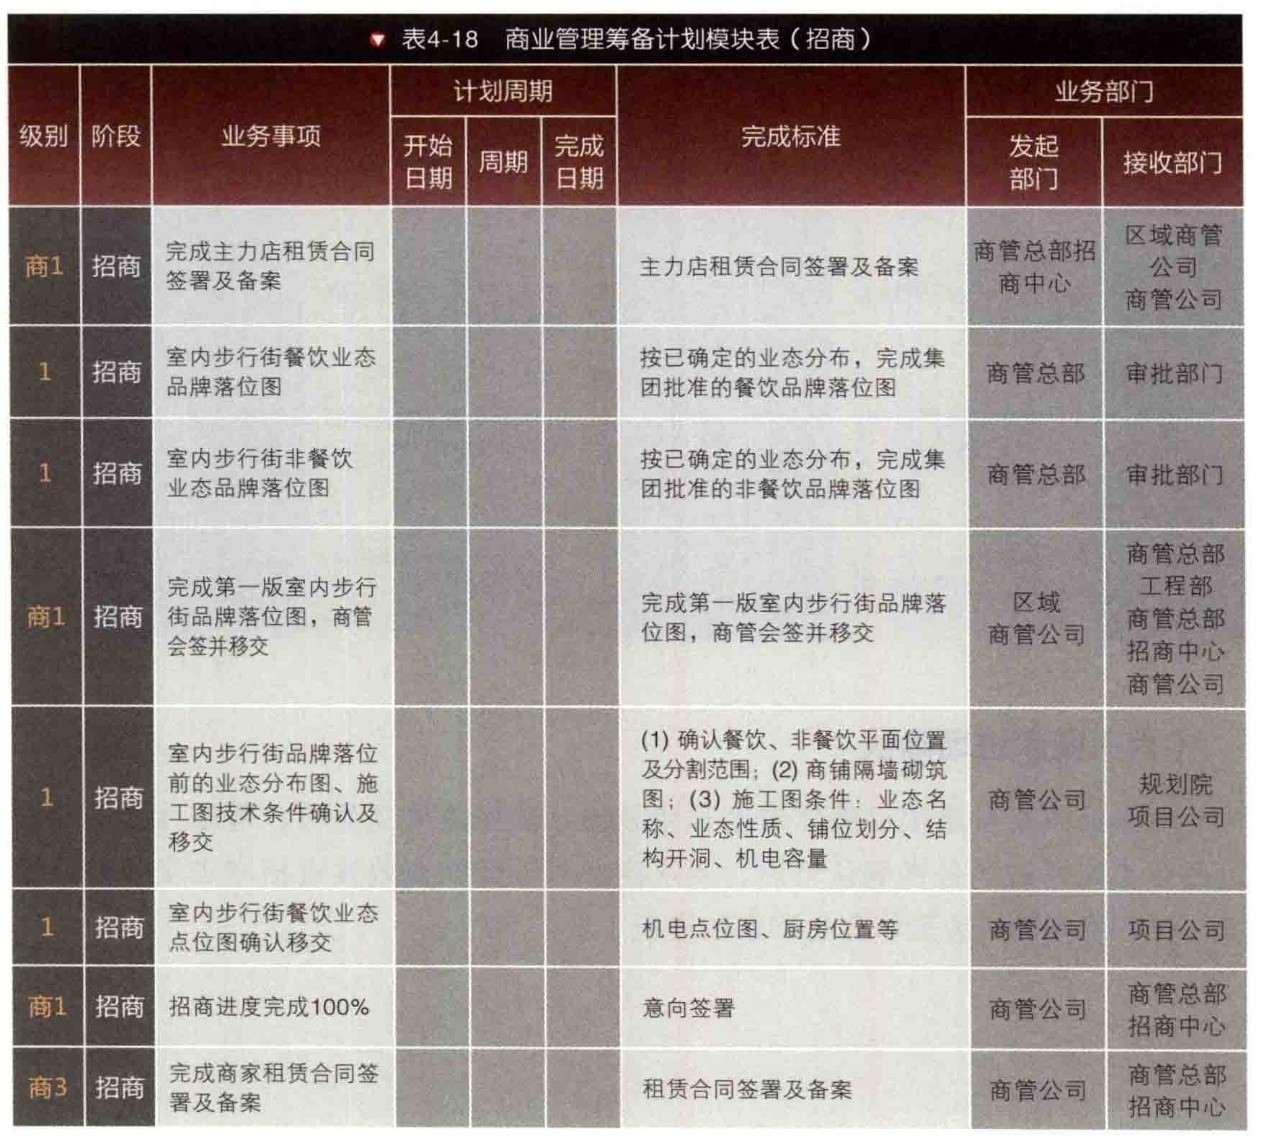 表4-18 商业管理筹备计划模块表（招商）
级别
阶段
业务事项
计划周期
开始
日期
周期
完成
日期
完成标准
业务部门
发起
部门
接收部门
商1
招商
完成主力店租赁合同
签署及备案
主力店租赁合同签署及备案
商管总部招
商中心
区域商管
公司
商管公司
1
招商
室内步行街餐饮业态
品牌落位图
按已确定的业态分布，完成集
团批准的餐饮品牌落位图
商管总部
审批部门
1
招商
室内步行街非餐饮
业态品牌落位图
按已确定的业态分布，完成集
团批准的非餐饮品牌落位图
商管总部
审批部门
商1
招商
完成第一版室内步行
街品牌落位图，商管
会签并移交
完成第一版室内步行街品牌落
位图，商管会签并移交
区域
商管公司
商管总部
工程部
商管总部
招商中心
商管公司
1
招商
室内步行街品牌落位
前的业态分布图、施
工图技术条件确认及
移交
(1) 确认餐饮、非餐饮平面位置
及分割范围；(2) 商铺隔墙砌筑
图；(3) 施工图条件：业态名
称、业态性质、铺位划分、结
构开洞、机电容量
商管公司
规划院
项目公司
1
招商
室内步行街餐饮业态
点位图确认移交
机电点位图、厨房位置等
商管公司
项目公司
商1
招商
招商进度完成100%
意向签署
商管公司
商管总部
招商中心
商3
招商
完成商家租赁合同签
署及备案
租赁合同签署及备案
商管公司
商管总部
招商中心